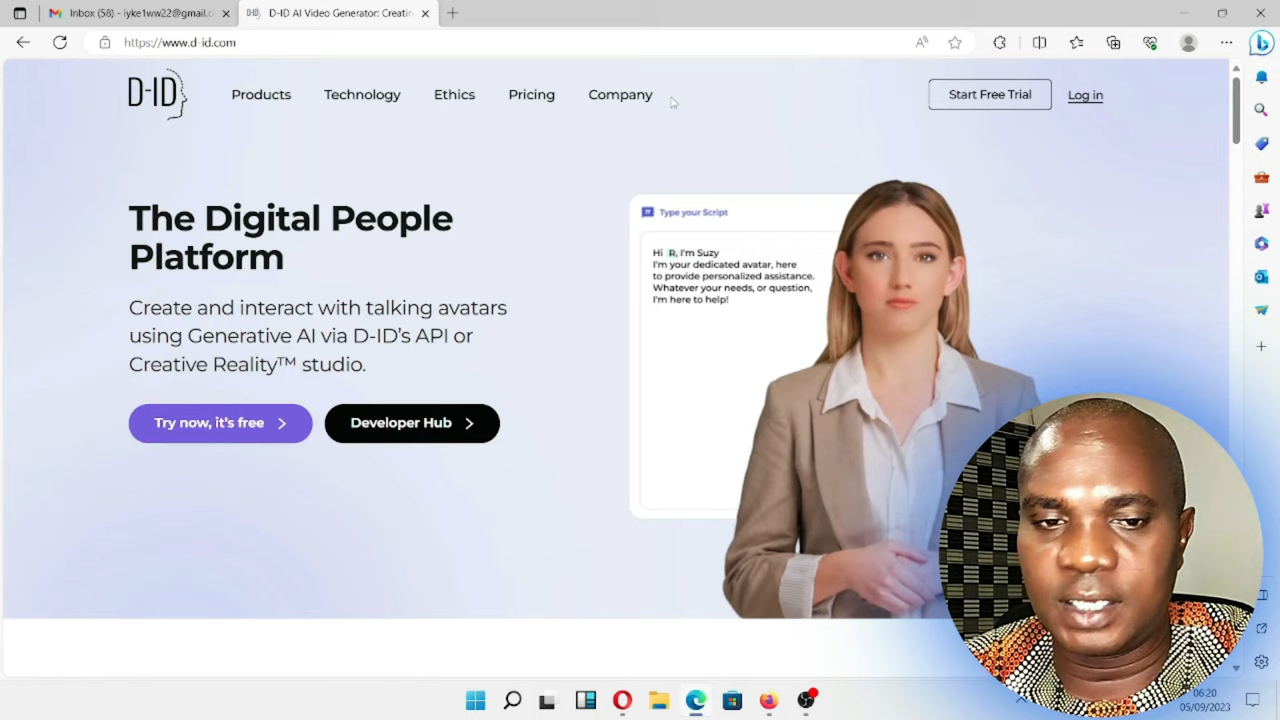 Inbox (58) - iyke1ww22@gmail.c
D-ID AI Video Generator: Creatin
https://www.d-id.com
D-ID
Products
Technology
Ethics
Pricing
Company
Start Free Trial
Log in
The Digital People
Platform
Create and interact with talking avatars
using Generative AI via D-ID's API or
Creative Reality™ studio.
Try now, it's free
Developer Hub
Type your Script
Hi R, I'm Suzy
I'm your dedicated avatar, here
to provide personalized assistance.
Whatever your needs, or question,
I'm here to help!
06:20
05/09/2023